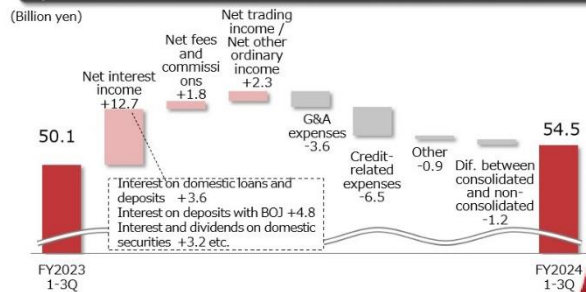 (Billion yen)
50.1
Net interest
income
+12.7
Net fees
and
commissi
ons
+1.8
Net trading
income /
Net other
ordinary
income
+2.3
G&A
expenses
-3.6
Credit-
related
expenses
-6.5
Other
-0.9
Dif. between
consolidated
and non-
consolidated
-1.2
54.5
Interest on domestic loans and
deposits +3.6
Interest on deposits with BOJ +4.8
Interest and dividends on domestic
securities +3.2 etc.
FY2023
1-3Q
FY2024
1-3Q